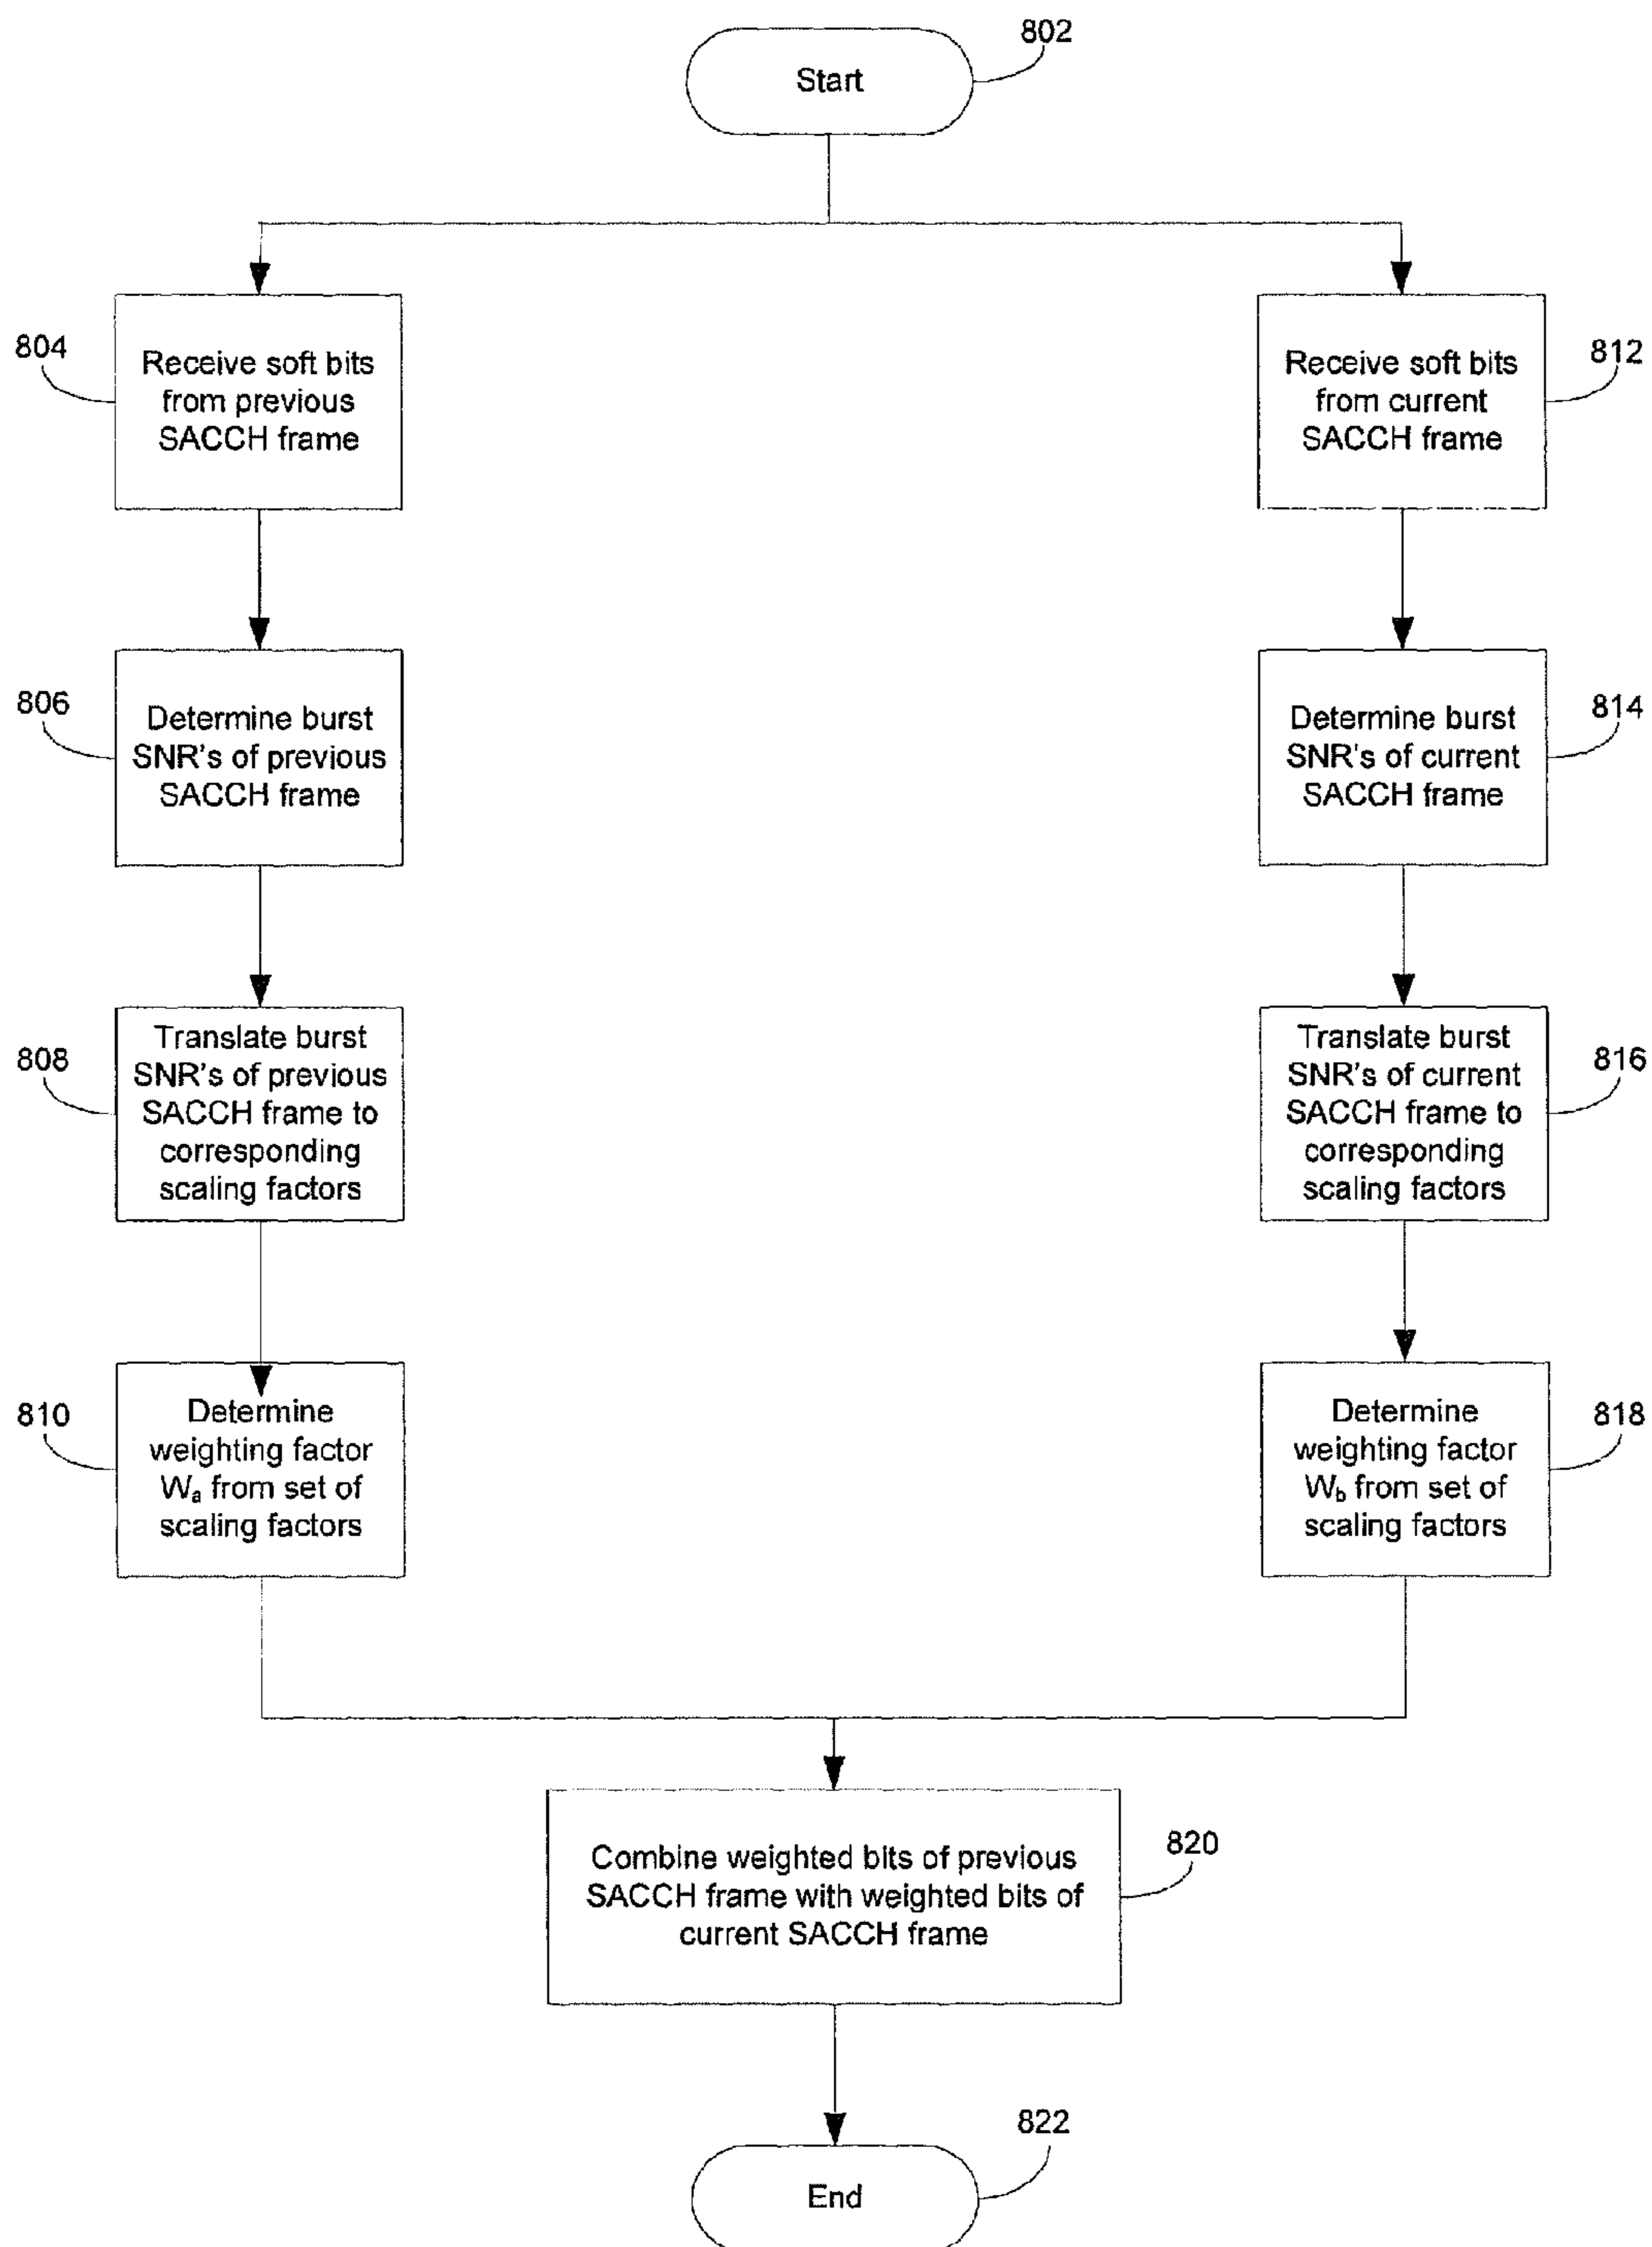 802
Start
804
Receive soft bits
from previous
SACCH frame
812
Receive soft bits
from current
SACCH frame
806
Determine burst
SNR's of previous
SACCH frame
814
Determine burst
SNR's of current
SACCH frame
808
Translate burst
SNR's of previous
SACCH frame to
corresponding
scaling factors
816
Translate burst
SNR's of current
SACCH frame to
corresponding
scaling factors
810
Determine
weighting factor
Wₐ from set of
scaling factors
818
Determine
weighting factor
W_b from set of
scaling factors
820
Combine weighted bits of previous
SACCH frame with weighted bits of
current SACCH frame
822
End